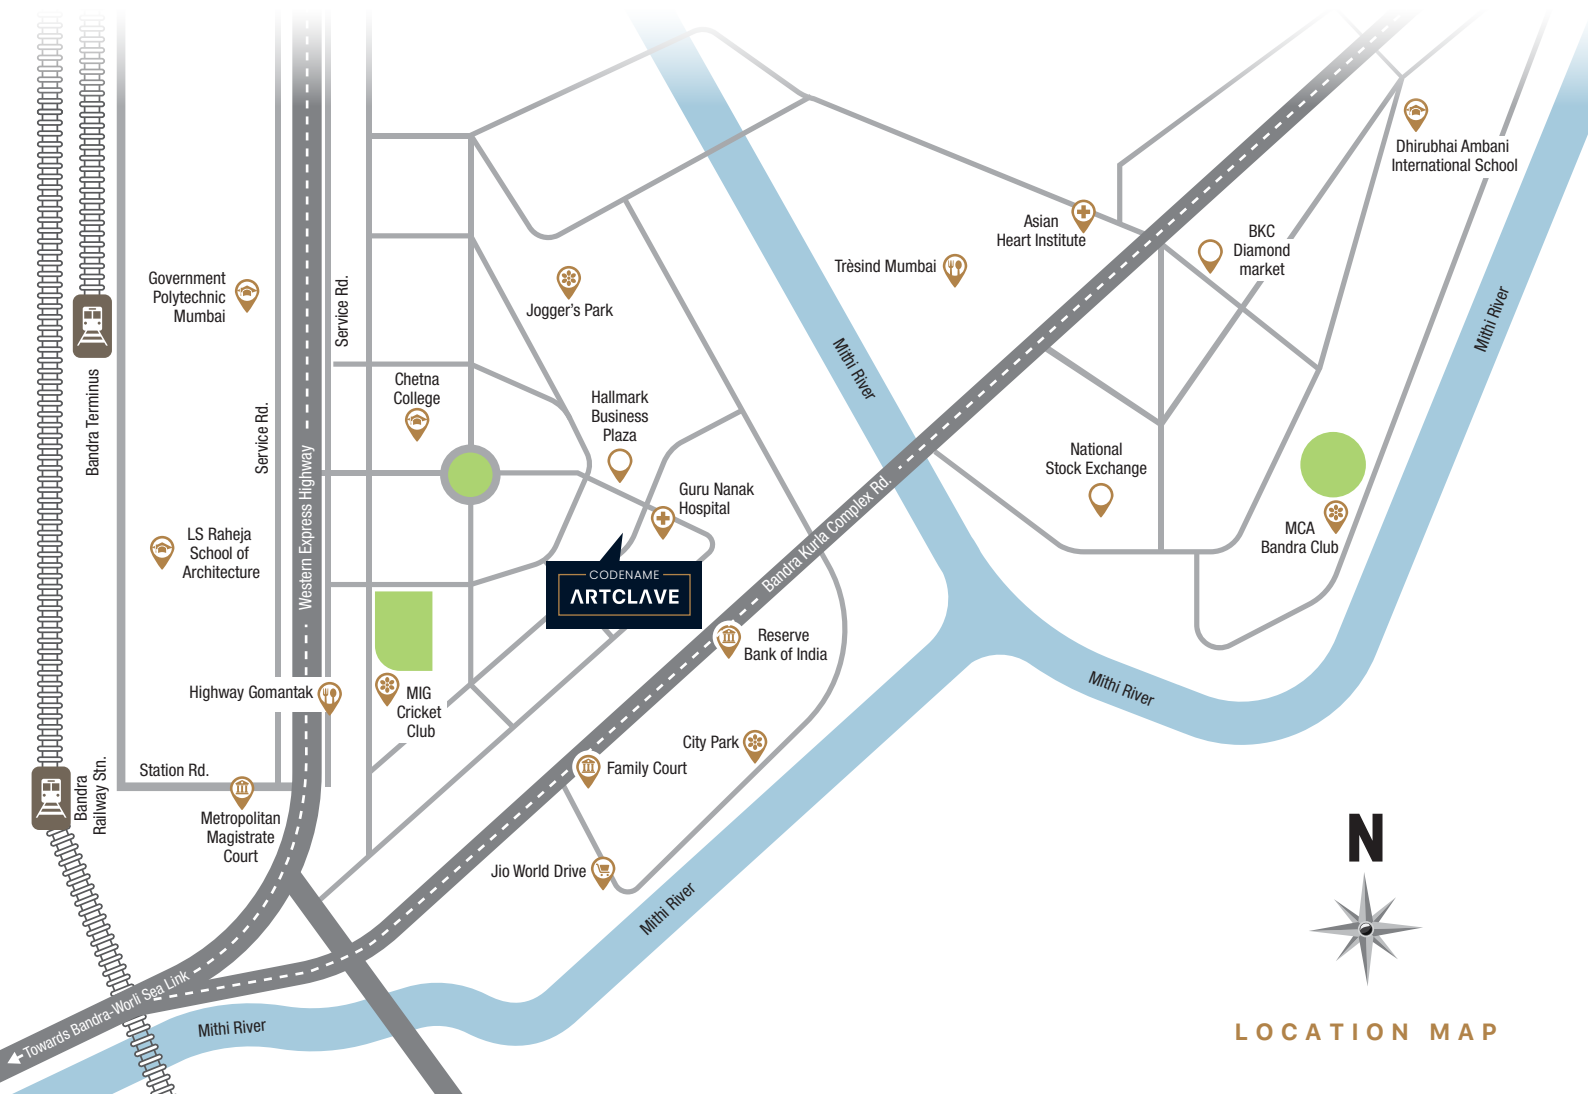 Dhirubhai Ambani
International School
Asian
Heart Institute
BKC
Diamond
market
Trèsind Mumbai
Government
Polytechnic
Mumbai
Service Rd.
Jogger's Park
Mithi River
Mithi River
Bandra Terminus
Chetna
College
Hallmark
Business
Plaza
Service Rd.
Western Express Highway
National
Stock Exchange
Guru Nanak
Hospital
Bandra Kurla Complex Rd.
MCA
Bandra Club
LS Raheja
School of
Architecture
CODENAME
ARTCLAVE
Reserve
Bank of India
Highway Gomantak
MIG
Cricket
Club
Mithi River
City Park
Family Court
Station Rd.
Bandra
Railway Stn.
Metropolitan
Magistrate
Court
Jio World Drive
Mithi River
N
Towards Bandra-Worli Sea Link
Mithi River
LOCATION MAP